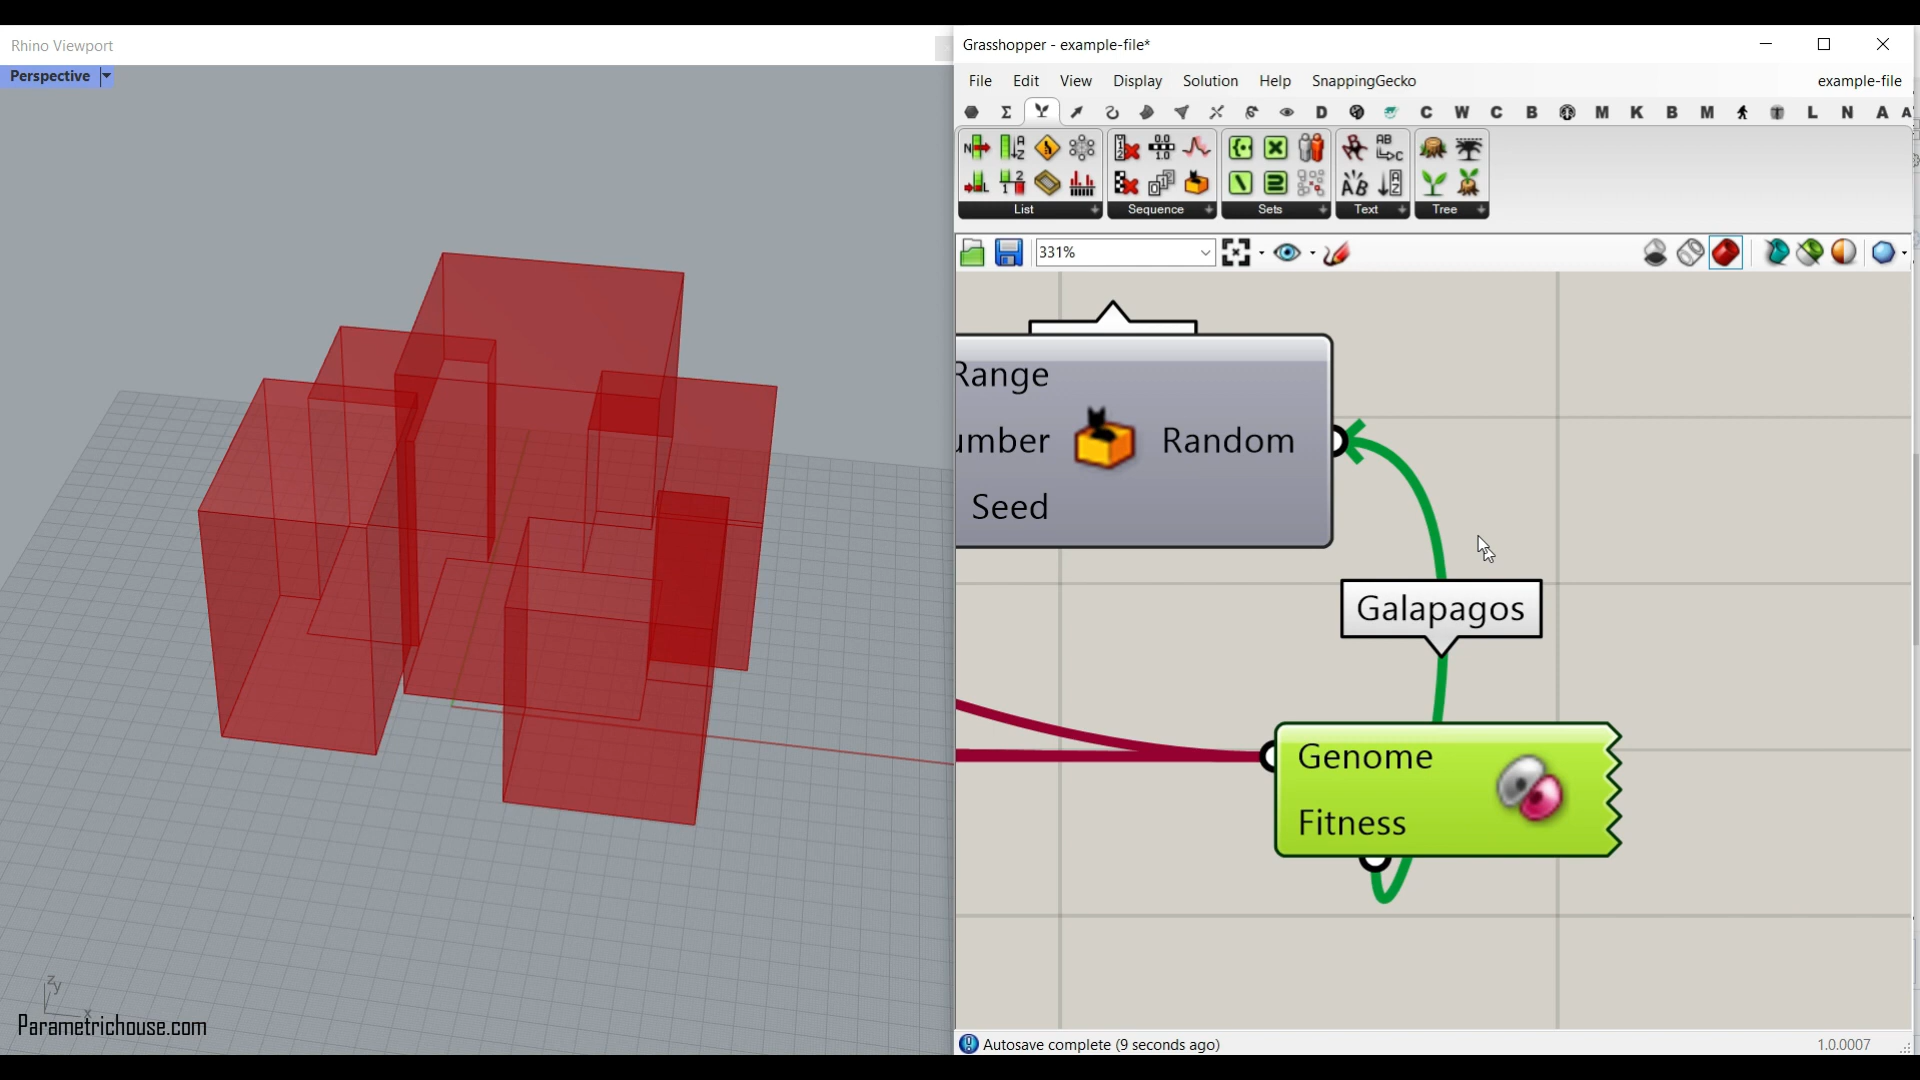 Rhino Viewport
Perspective
Grasshopper - example-file*
File Edit View Display Solution Help SnappingGecko example-file
D C W C B M K B M L N A A
List Sequence Sets Text Tree
331%
Range
umber Random
Seed
Galapagos
Genome
Fitness
z y
x
Parametrichouse.com
Autosave complete (9 seconds ago) 1.0.0007